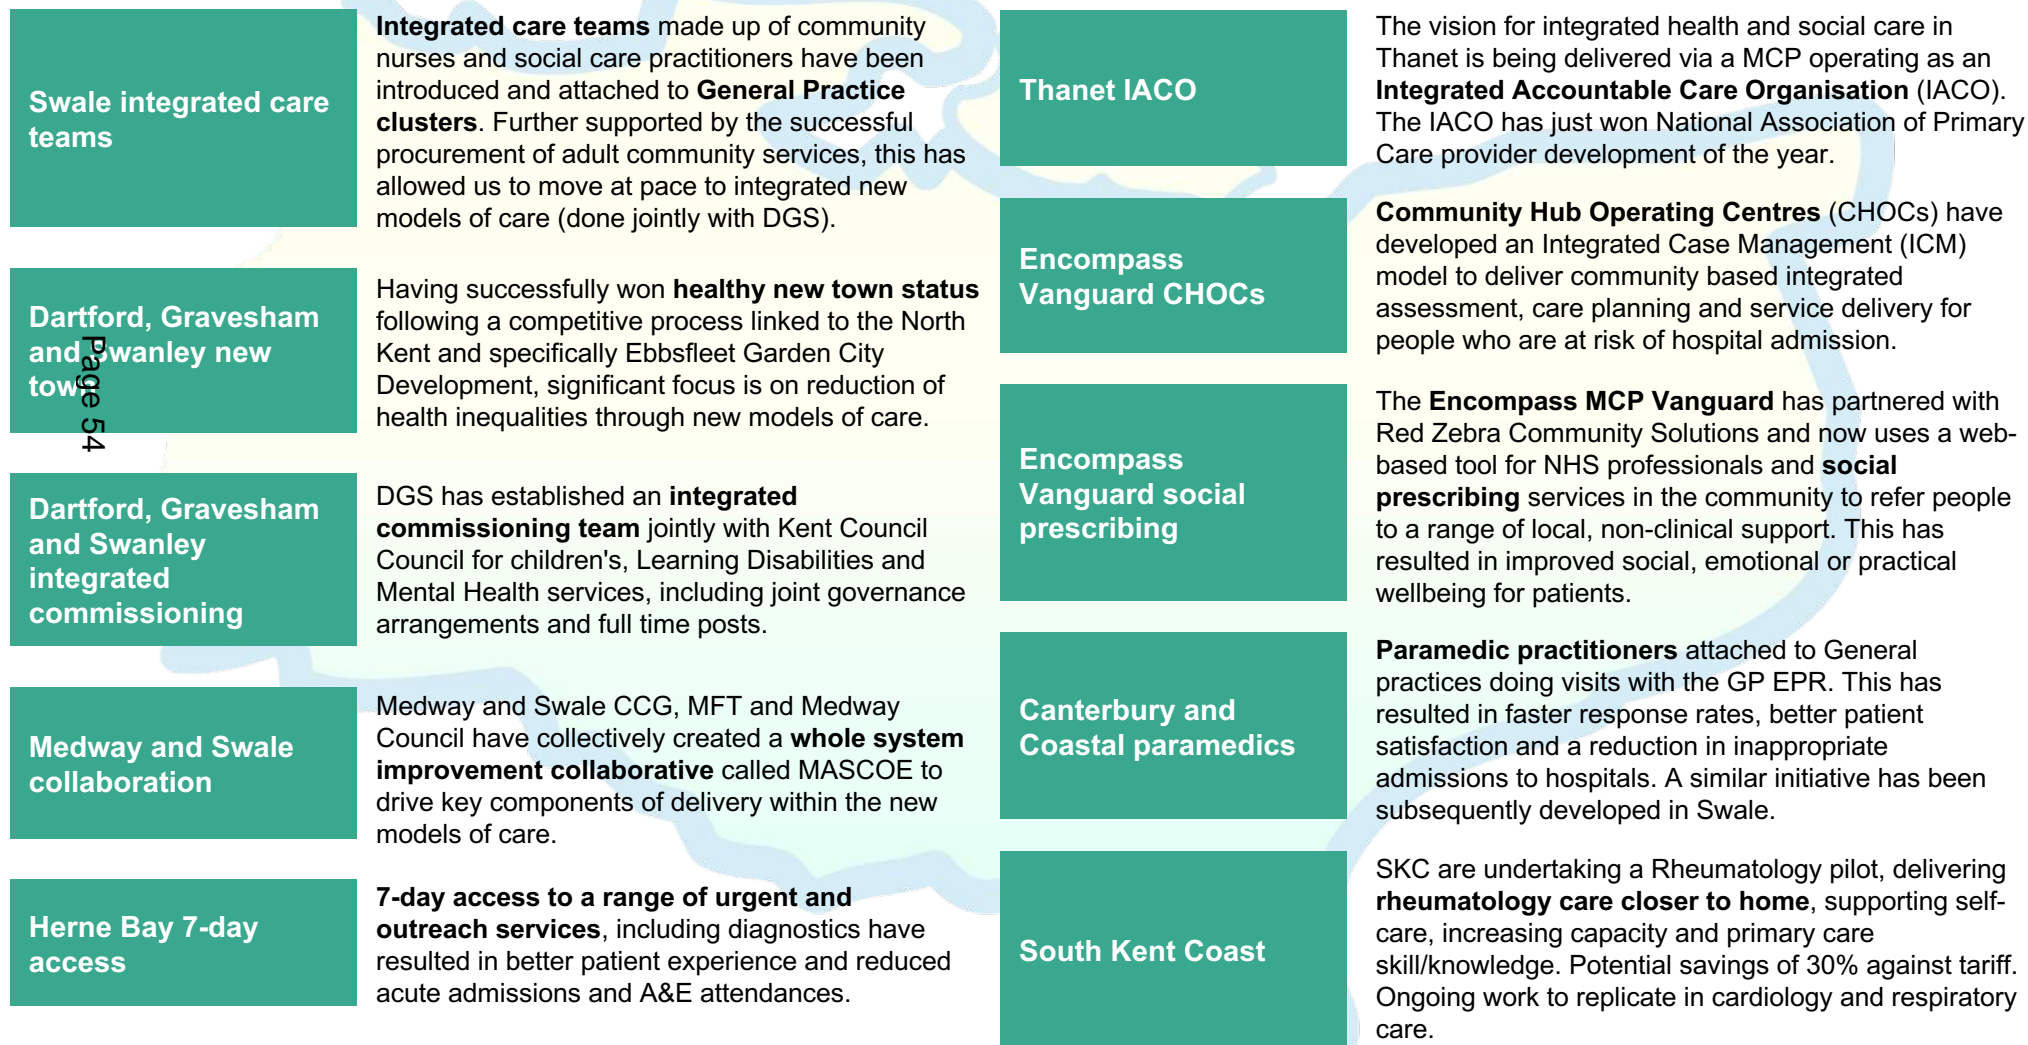 Swale integrated care
teams
Integrated care teams made up of community
nurses and social care practitioners have been
introduced and attached to General Practice
clusters. Further supported by the successful
procurement of adult community services, this has
allowed us to move at pace to integrated new
models of care (done jointly with DGS).
Dartford, Gravesham
and Swanley new
town
Having successfully won healthy new town status
following a competitive process linked to the North
Kent and specifically Ebbsfleet Garden City
Development, significant focus is on reduction of
health inequalities through new models of care.
Page 54
Dartford, Gravesham
and Swanley
integrated
commissioning
DGS has established an integrated
commissioning team jointly with Kent Council
Council for children's, Learning Disabilities and
Mental Health services, including joint governance
arrangements and full time posts.
Medway and Swale
collaboration
Medway and Swale CCG, MFT and Medway
Council have collectively created a whole system
improvement collaborative called MASCOE to
drive key components of delivery within the new
models of care.
Herne Bay 7-day
access
7-day access to a range of urgent and
outreach services, including diagnostics have
resulted in better patient experience and reduced
acute admissions and A&E attendances.
Thanet IACO
The vision for integrated health and social care in
Thanet is being delivered via a MCP operating as an
Integrated Accountable Care Organisation (IACO).
The IACO has just won National Association of Primary
Care provider development of the year.
Encompass
Vanguard CHOCs
Community Hub Operating Centres (CHOCs) have
developed an Integrated Case Management (ICM)
model to deliver community based integrated
assessment, care planning and service delivery for
people who are at risk of hospital admission.
Encompass
Vanguard social
prescribing
The Encompass MCP Vanguard has partnered with
Red Zebra Community Solutions and now uses a web-
based tool for NHS professionals and social
prescribing services in the community to refer people
to a range of local, non-clinical support. This has
resulted in improved social, emotional or practical
wellbeing for patients.
Canterbury and
Coastal paramedics
Paramedic practitioners attached to General
practices doing visits with the GP EPR. This has
resulted in faster response rates, better patient
satisfaction and a reduction in inappropriate
admissions to hospitals. A similar initiative has been
subsequently developed in Swale.
South Kent Coast
SKC are undertaking a Rheumatology pilot, delivering
rheumatology care closer to home, supporting self-
care, increasing capacity and primary care
skill/knowledge. Potential savings of 30% against tariff.
Ongoing work to replicate in cardiology and respiratory
care.